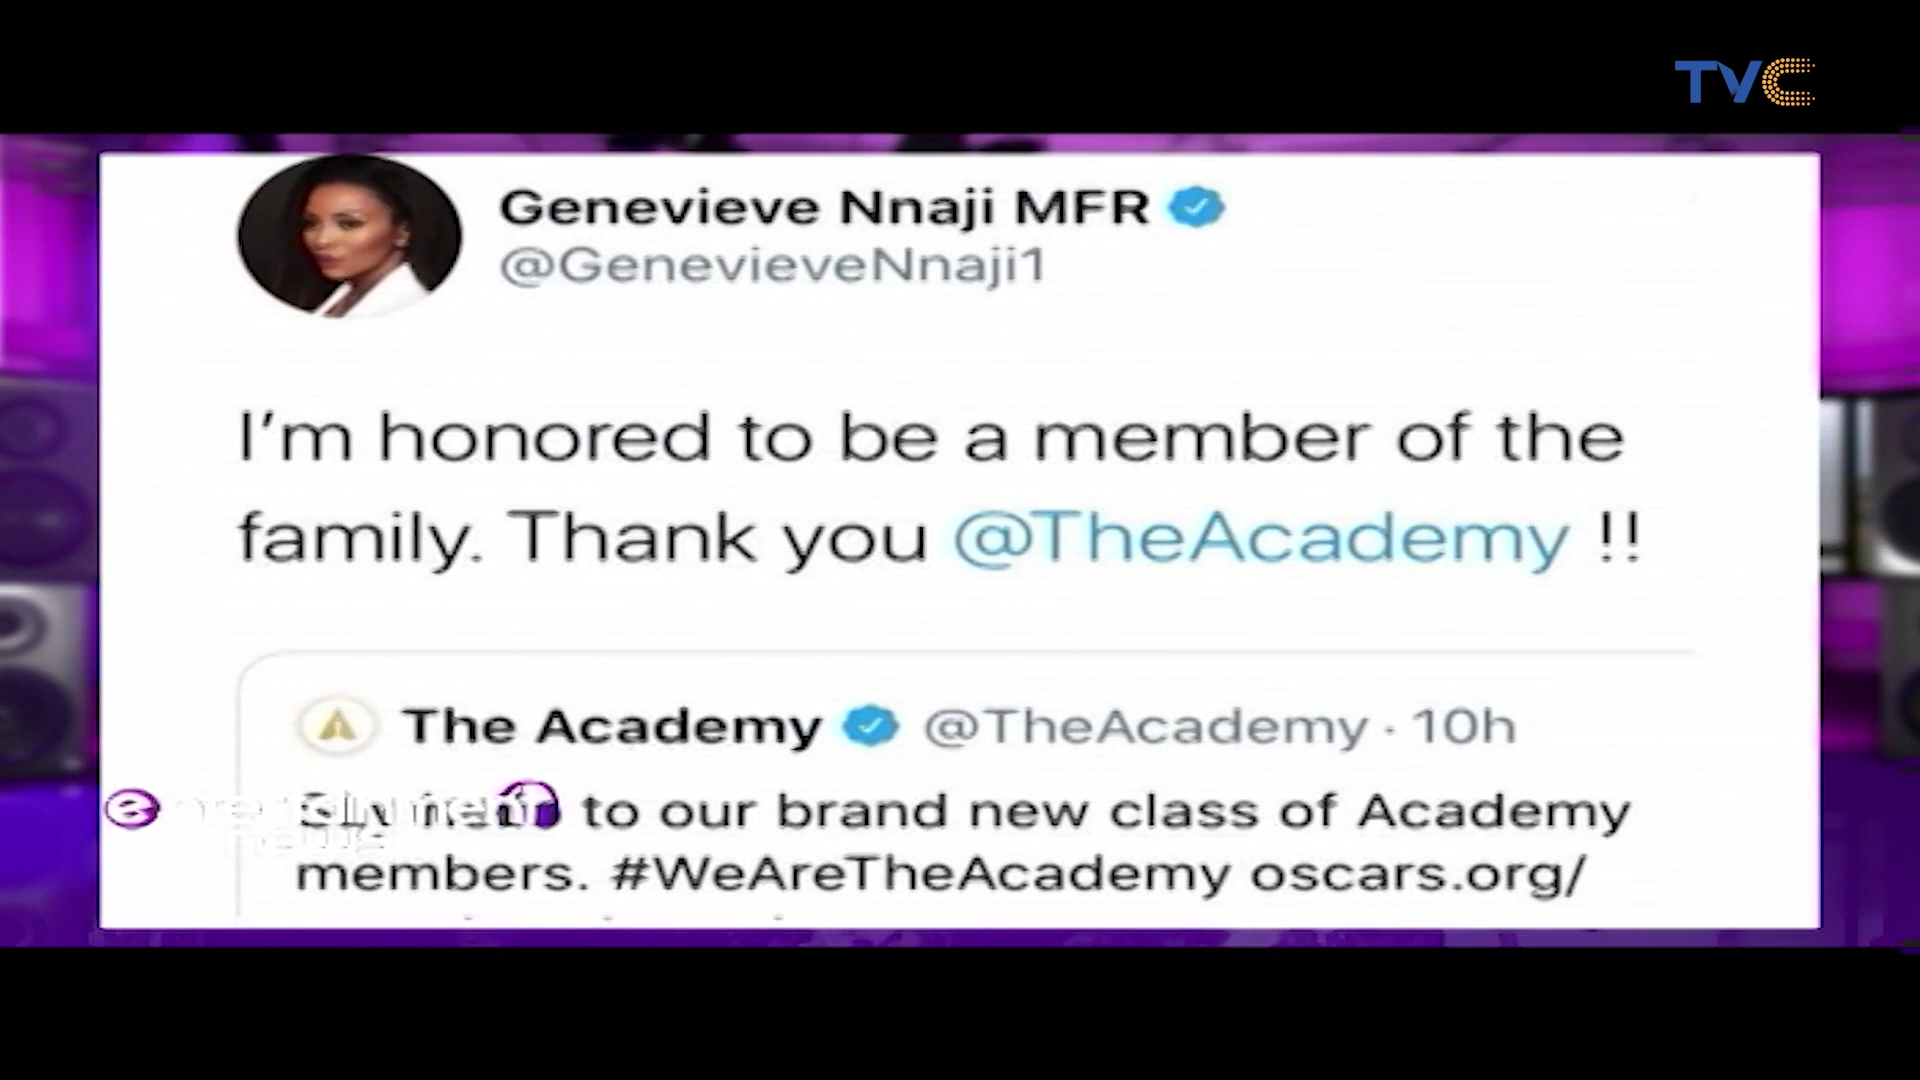 TVC
Genevieve Nnaji MFR
@GenevieveNnaji1
I'm honored to be a member of the
family. Thank you @TheAcademy !!
The Academy @TheAcademy · 10h
to our brand new class of Academy
members. #WeAreTheAcademy oscars.org/